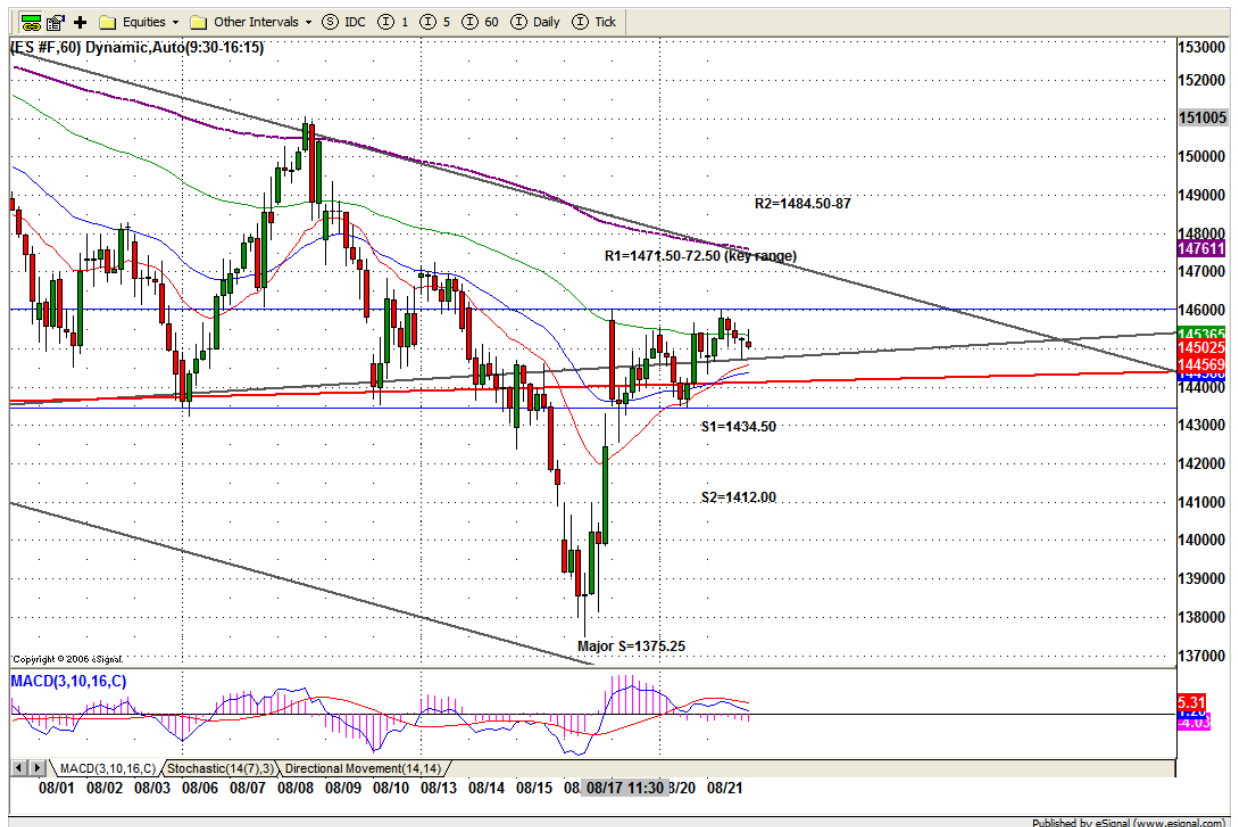 Equities Other Intervals S IDC I 1 I 5 I 60 I Daily I Tick
(ES #F,60) Dynamic,Auto(9:30-16:15)
153000
152000
151005
150000
149000
R2=1484.50-87
148000
147611
R1=1471.50-72.50 (key range)
147000
146000
145365
145025
144569
144000
143000
S1=1434.50
142000
S2=1412.00
141000
140000
139000
138000
Major S=1375.25
137000
Copyright © 2006 eSignal.
MACD(3,10,16,C)
5.31
-4.03
MACD(3,10,16,C) Stochastic(14(7),3) Directional Movement(14,14)
08/01 08/02 08/03 08/06 08/07 08/08 08/09 08/10 08/13 08/14 08/15 08/17 11:30 8/20 08/21
Published by eSignal (www.esignal.com)